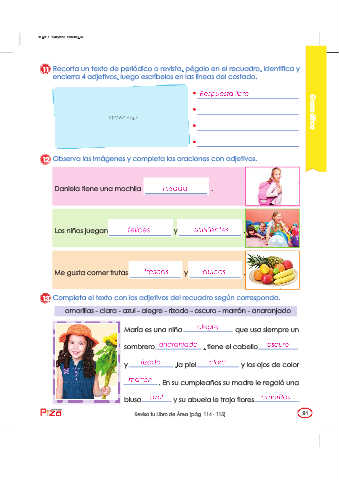 11 Recorta un texto de periódico o revista, pégalo en el recuadro, identifica y
encierra 4 adjetivos, luego escríbelos en las líneas del costado.
Respuesta libre
12 Observa las imágenes y completa las oraciones con adjetivos.
Daniela tiene una mochila rosada .
Los niños juegan felices y
Me gusta comer frutas frescas y dulces .
13 Completa el texto con los adjetivos del recuadro según corresponda.
amarillas - clara - azul - alegre - rizado - oscuro - marrón - anaranjado
María es una niña alegre que usa siempre un
sombrero anaranjado , tiene el cabello oscuro
y rizado , la piel clara y los ojos de color
marrón . En su cumpleaños su madre le regaló una
blusa azul y su abuela le trajo flores amarillas
Revisa tu Libro de Área (pág. 114 - 115)